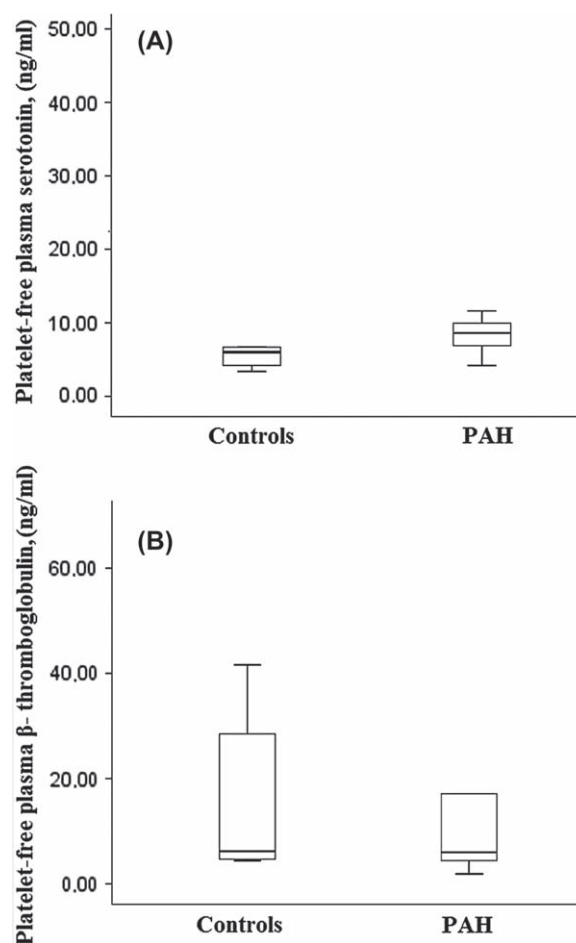 Platelet-free plasma serotonin, (ng/ml)
(A)
50.00
40.00
30.00
20.00
10.00
0.00
Controls PAH
Platelet-free plasma β- thromboglobulin, (ng/ml)
(B)
60.00
40.00
20.00
0.00
Controls PAH